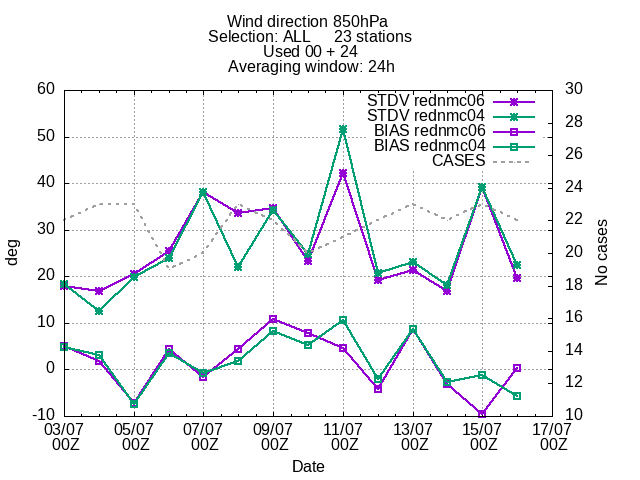 Wind direction 850hPa
Selection: ALL 23 stations
Used 00 + 24
Averaging window: 24h
60 30
50 28
40 26
30 24
20 22
10 20
0 18
-10 16
14
12
10
STDV rednmc06
STDV rednmc04
BIAS rednmc06
BIAS rednmc04
CASES
deg
No cases
03/07 05/07 07/07 09/07 11/07 13/07 15/07 17/07
00Z 00Z 00Z 00Z 00Z 00Z 00Z 00Z
Date